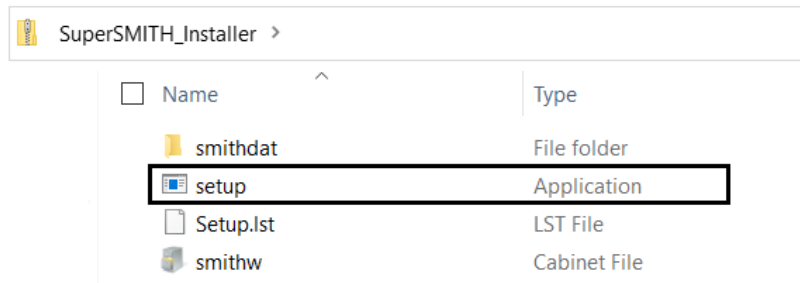 SuperSMITH_Installer >
Name Type
smithdat File folder
setup Application
Setup.lst LST File
smithw Cabinet File